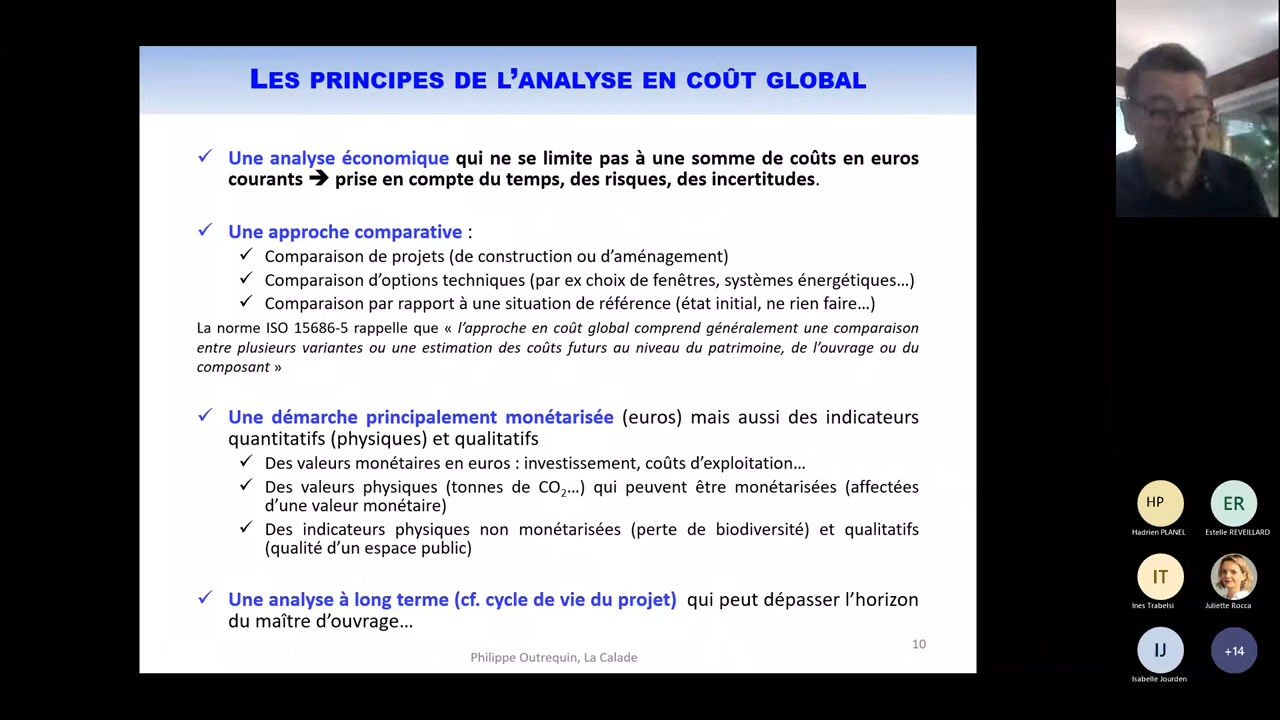 LES PRINCIPES DE L'ANALYSE EN COÛT GLOBAL
Une analyse économique qui ne se limite pas à une somme de coûts en euros
courants ➔ prise en compte du temps, des risques, des incertitudes.
Une approche comparative :
Comparaison de projets (de construction ou d'aménagement)
Comparaison d'options techniques (par ex choix de fenêtres, systèmes énergétiques…)
Comparaison par rapport à une situation de référence (état initial, ne rien faire…)
La norme ISO 15686-5 rappelle que « l'approche en coût global comprend généralement une comparaison
entre plusieurs variantes ou une estimation des coûts futurs au niveau du patrimoine, de l'ouvrage ou du
composant »
Une démarche principalement monétarisée (euros) mais aussi des indicateurs
quantitatifs (physiques) et qualitatifs
Des valeurs monétaires en euros : investissement, coûts d'exploitation…
Des valeurs physiques (tonnes de CO₂…) qui peuvent être monétarisées (affectées
d'une valeur monétaire)
Des indicateurs physiques non monétarisées (perte de biodiversité) et qualitatifs
(qualité d'un espace public)
Une analyse à long terme (cf. cycle de vie du projet) qui peut dépasser l'horizon
du maître d'ouvrage…
10
Philippe Outrequin, La Calade
HP
ER
Hadrien PLANEL
Estelle REVEILLARD
IT
Ines Trabelsi
Juliette Rocca
IJ
+14
Isabelle Jourden